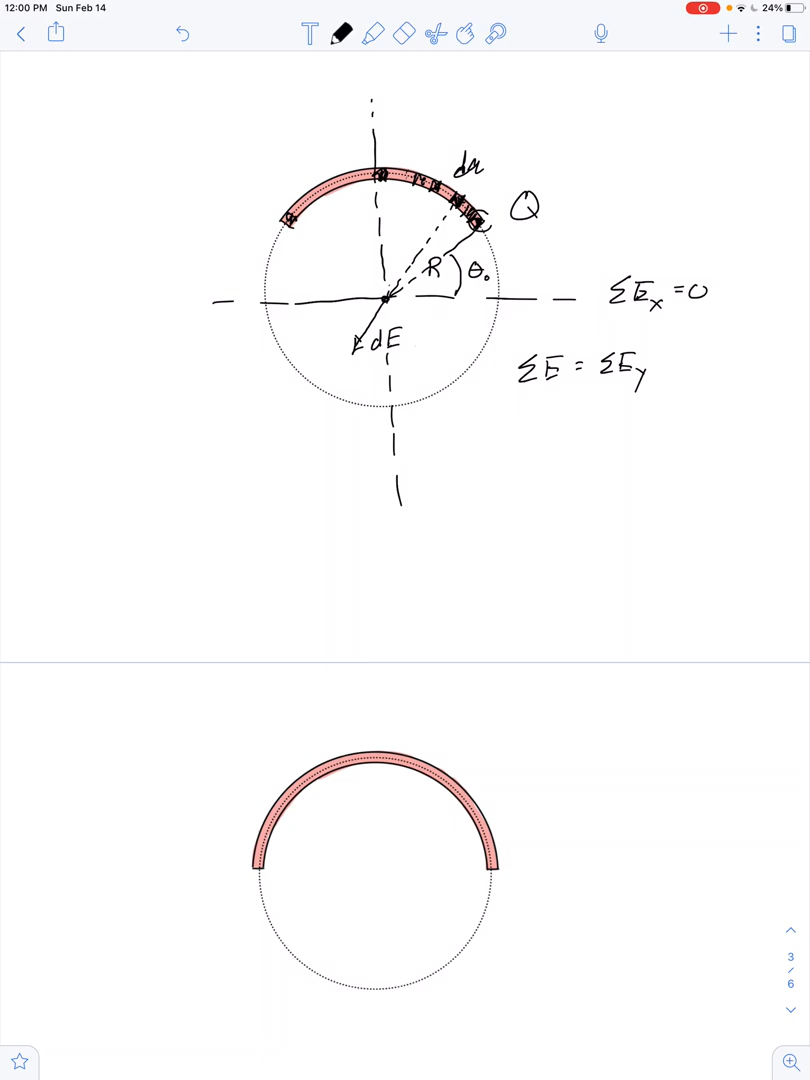 12:00 PM Sun Feb 14
24%
T
dq
Q
R
θ₀
ΣEₓ = 0
dE
ΣE = ΣEᵧ
3
/
6